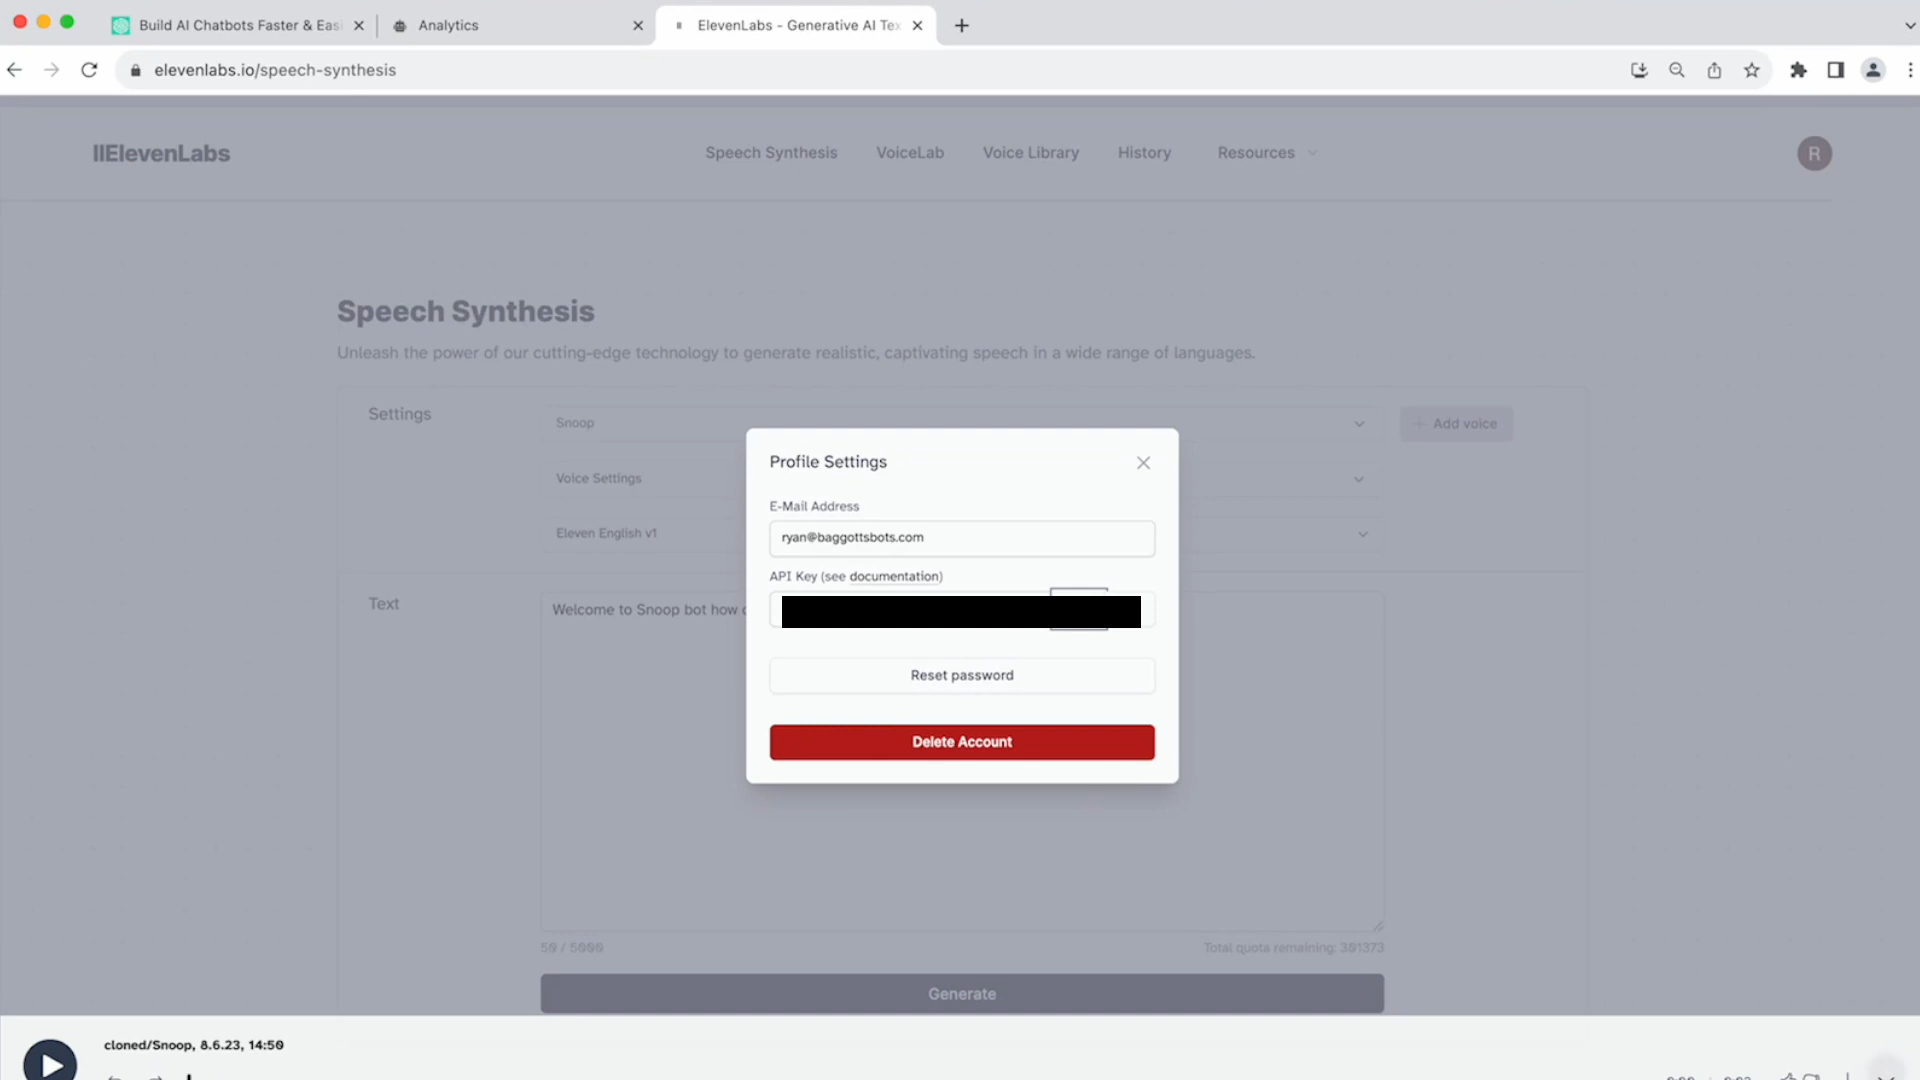 Build AI Chatbots Faster & Easi
Analytics
ElevenLabs - Generative AI Tex
elevenlabs.io/speech-synthesis
IIElevenLabs
Speech Synthesis
VoiceLab
Voice Library
History
Resources
R
Speech Synthesis
Unleash the power of our cutting-edge technology to generate realistic, captivating speech in a wide range of languages.
Settings
Snoop
+ Add voice
Voice Settings
Eleven English v1
Text
Welcome to Snoop bot how
Profile Settings
E-Mail Address
ryan@baggottsbots.com
API Key (see documentation)
Reset password
Delete Account
50 / 5000
Total quota remaining: 301373
Generate
cloned/Snoop, 8.6.23, 14:50